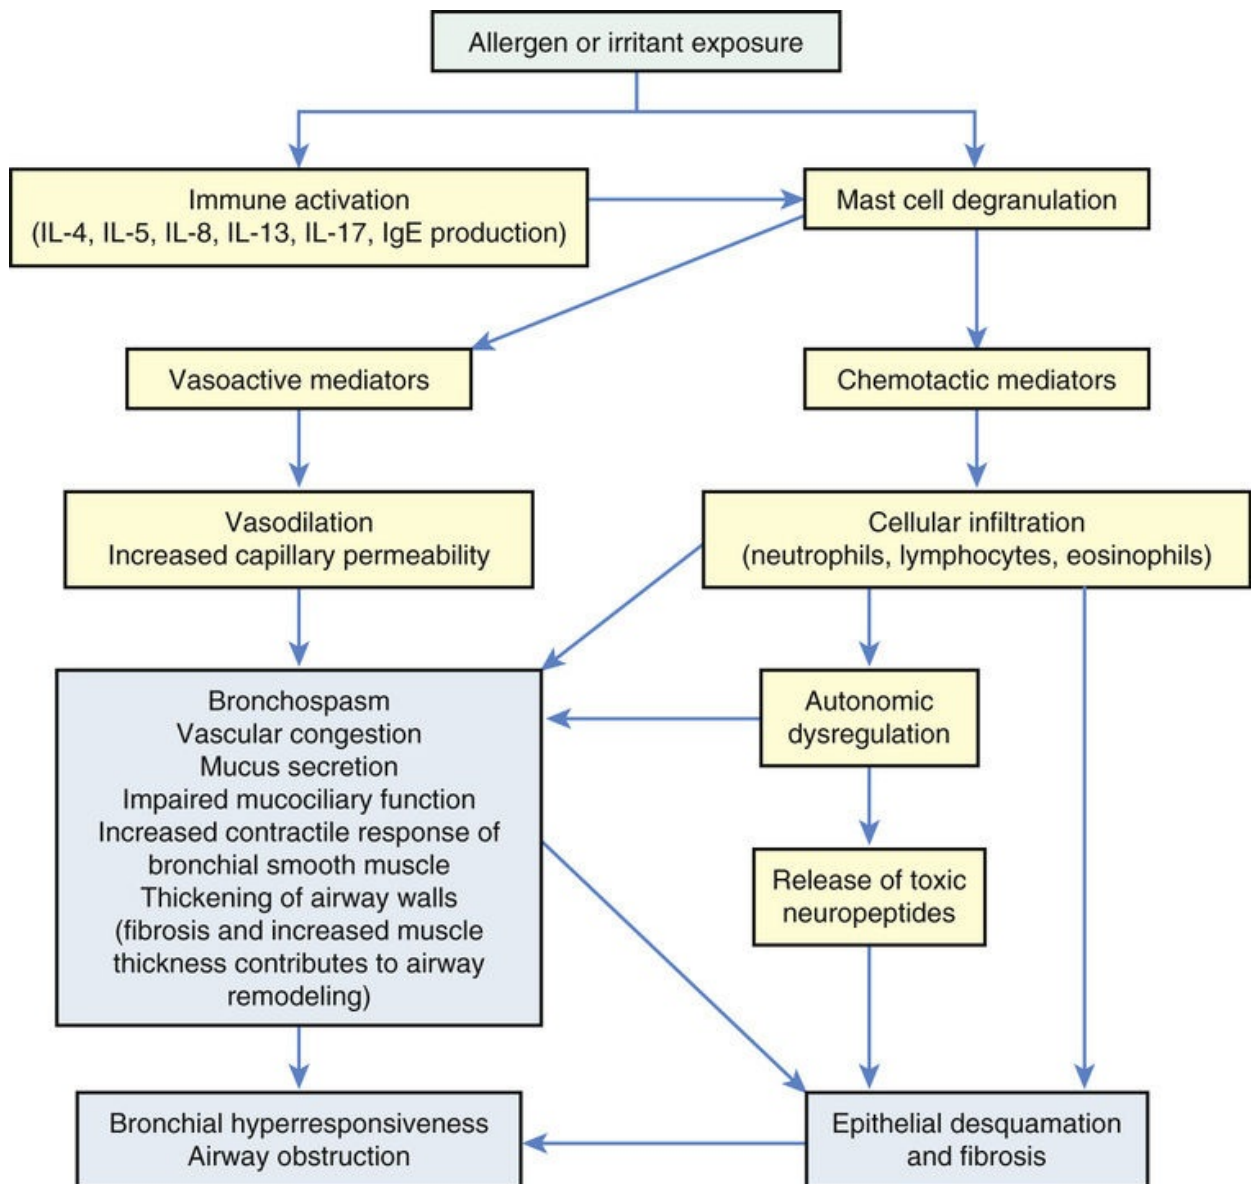 Allergen or irritant exposure
Immune activation
(IL-4, IL-5, IL-8, IL-13, IL-17, IgE production)
Mast cell degranulation
Vasoactive mediators
Chemotactic mediators
Vasodilation
Increased capillary permeability
Cellular infiltration
(neutrophils, lymphocytes, eosinophils)
Bronchospasm
Vascular congestion
Mucus secretion
Impaired mucociliary function
Increased contractile response of
bronchial smooth muscle
Thickening of airway walls
(fibrosis and increased muscle
thickness contributes to airway
remodeling)
Autonomic
dysregulation
Release of toxic
neuropeptides
Bronchial hyperresponsiveness
Airway obstruction
Epithelial desquamation
and fibrosis